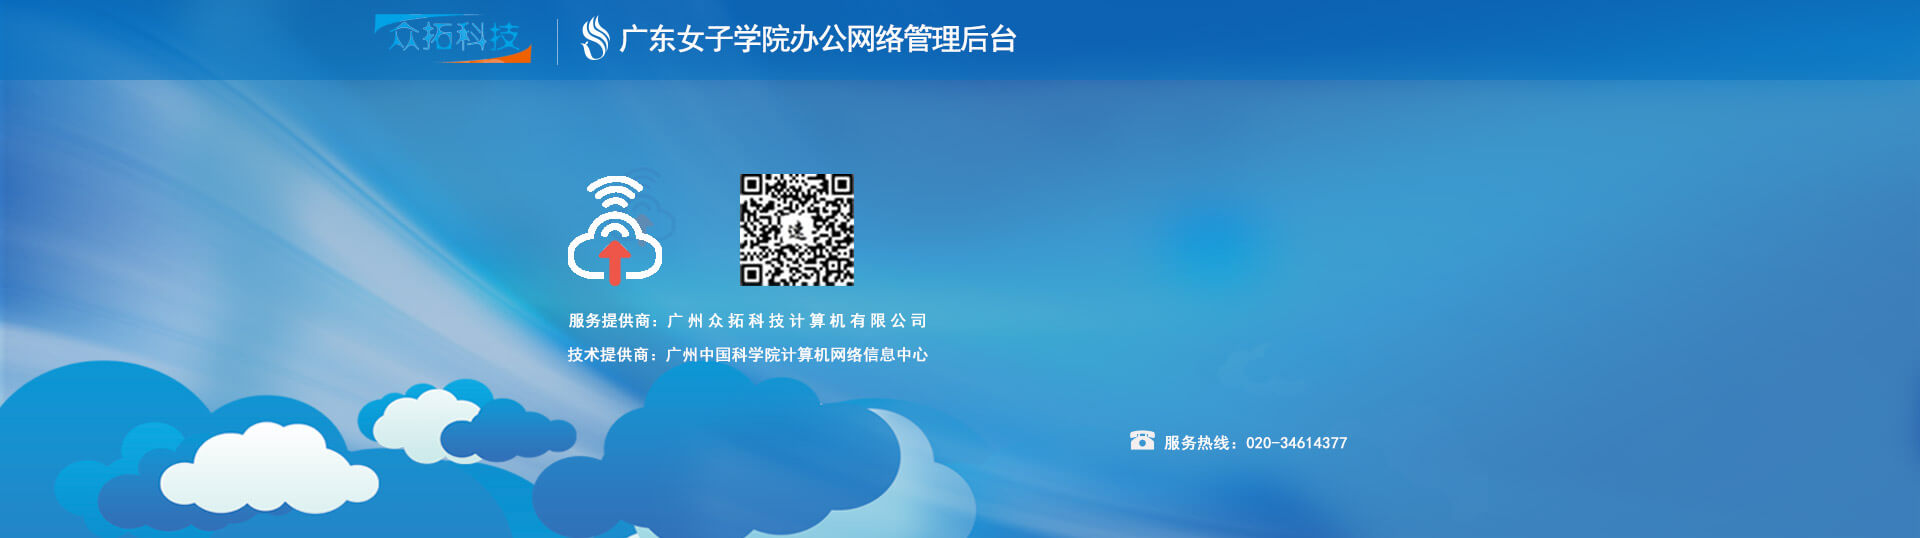 众拓科技
广东女子学院办公网络管理后台
速
服务提供商：广州众拓科技计算机有限公司
技术提供商：广州中国科学院计算机网络信息中心
服务热线：020-34614377